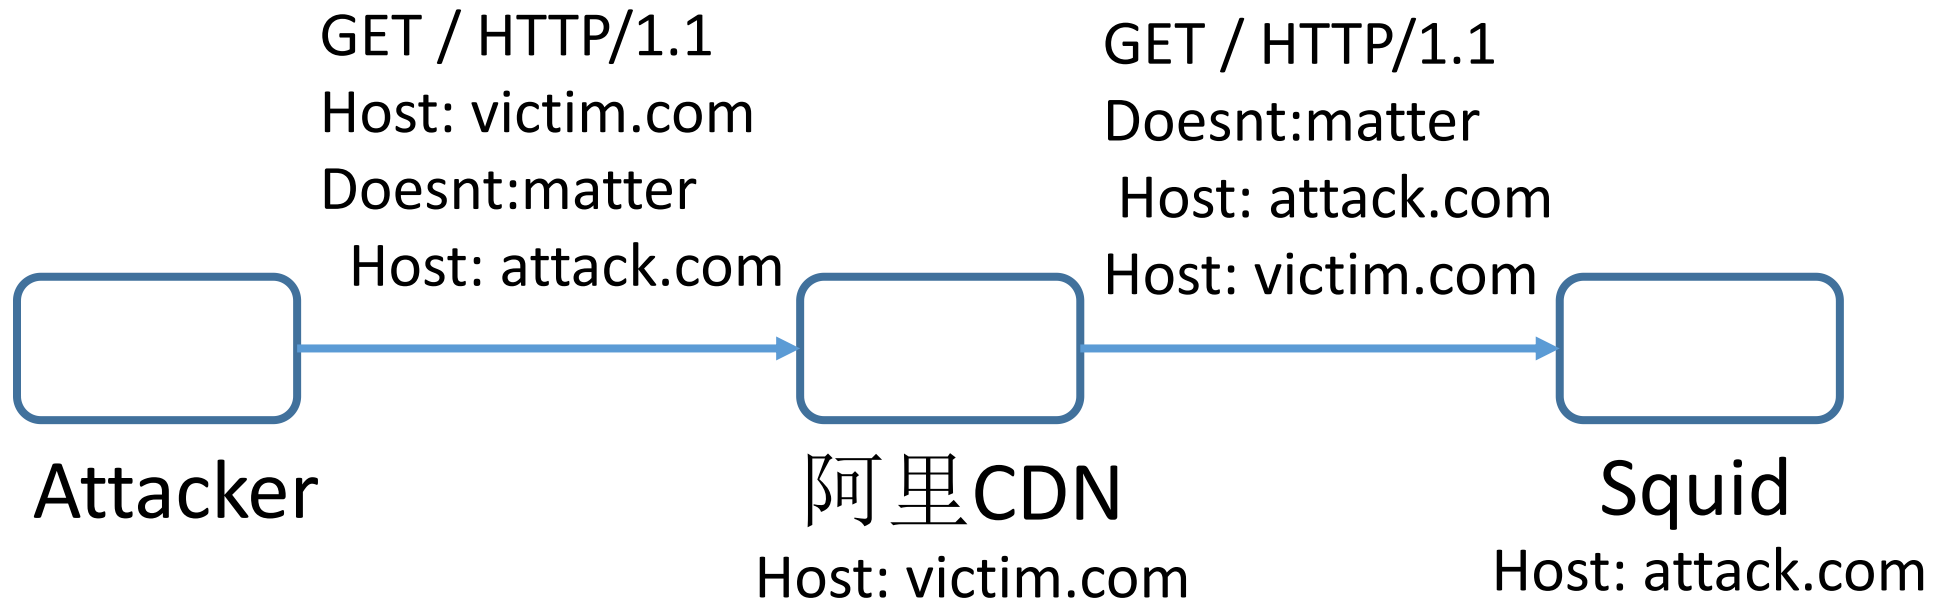 GET / HTTP/1.1
Host: victim.com
Doesnt:matter
Host: attack.com
GET / HTTP/1.1
Doesnt:matter
Host: attack.com
Host: victim.com
Attacker
阿里CDN
Host: victim.com
Squid
Host: attack.com